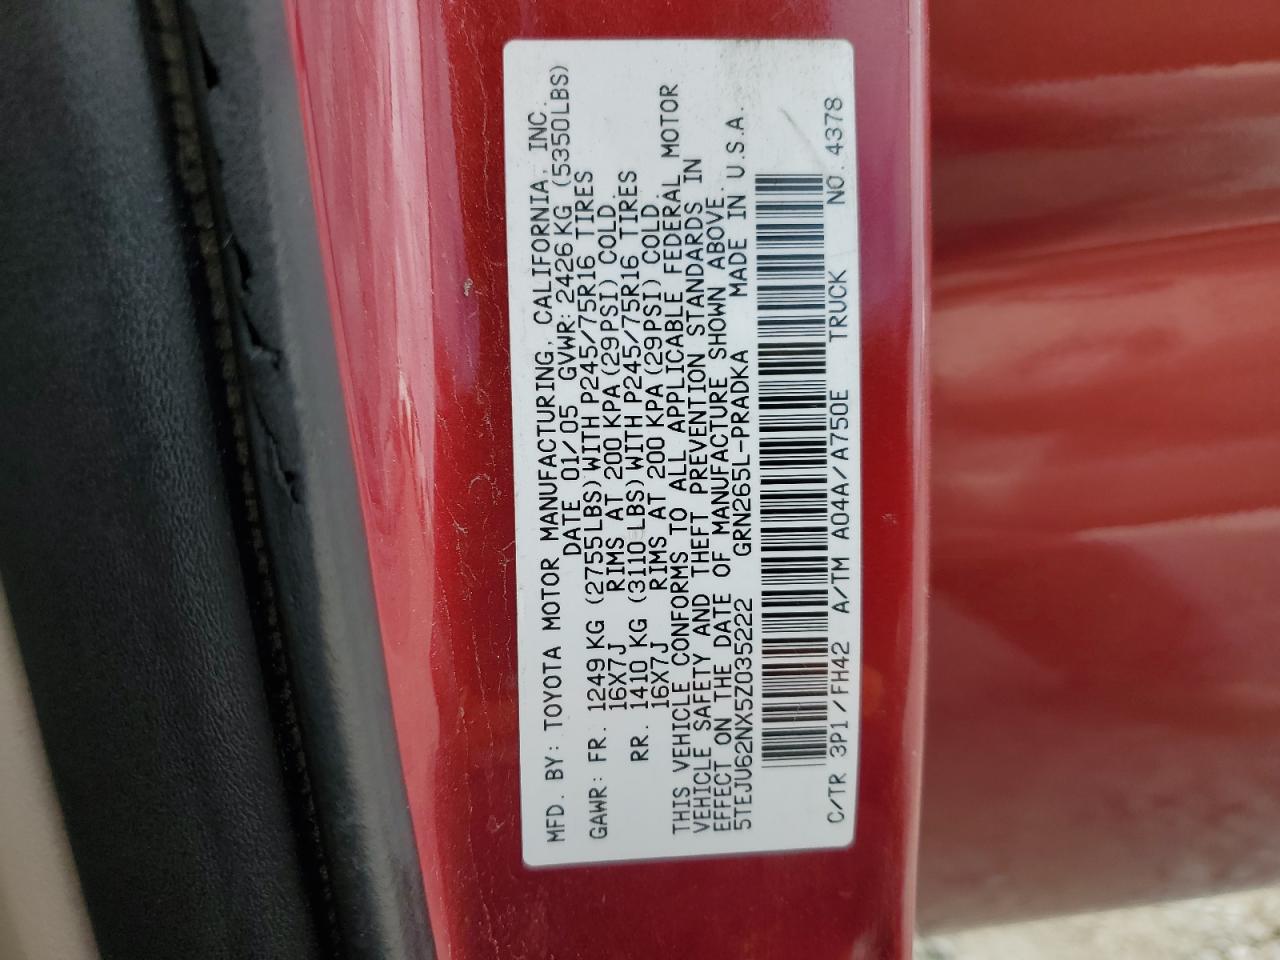 MFD. BY: TOYOTA MOTOR MANUFACTURING, CALIFORNIA, INC.
DATE 01/05 GVWR: 2426 KG (5350LBS)
GAWR: FR. 1249 KG (2755LBS) WITH P245/75R16 TIRES
16X7J RIMS AT 200 KPA (29PSI) COLD.
RR. 1410 KG (3110 LBS) WITH P245/75R16 TIRES
16X7J RIMS AT 200 KPA (29PSI) COLD.
THIS VEHICLE CONFORMS TO ALL APPLICABLE FEDERAL MOTOR
VEHICLE SAFETY AND THEFT PREVENTION STANDARDS IN
EFFECT ON THE DATE OF MANUFACTURE SHOWN ABOVE.
5TEJU62NX5Z035222 GRN265L-PRADKA MADE IN U.S.A.
C/TR 3P1/FH42 A/TM A04A/A750E TRUCK NO. 4378